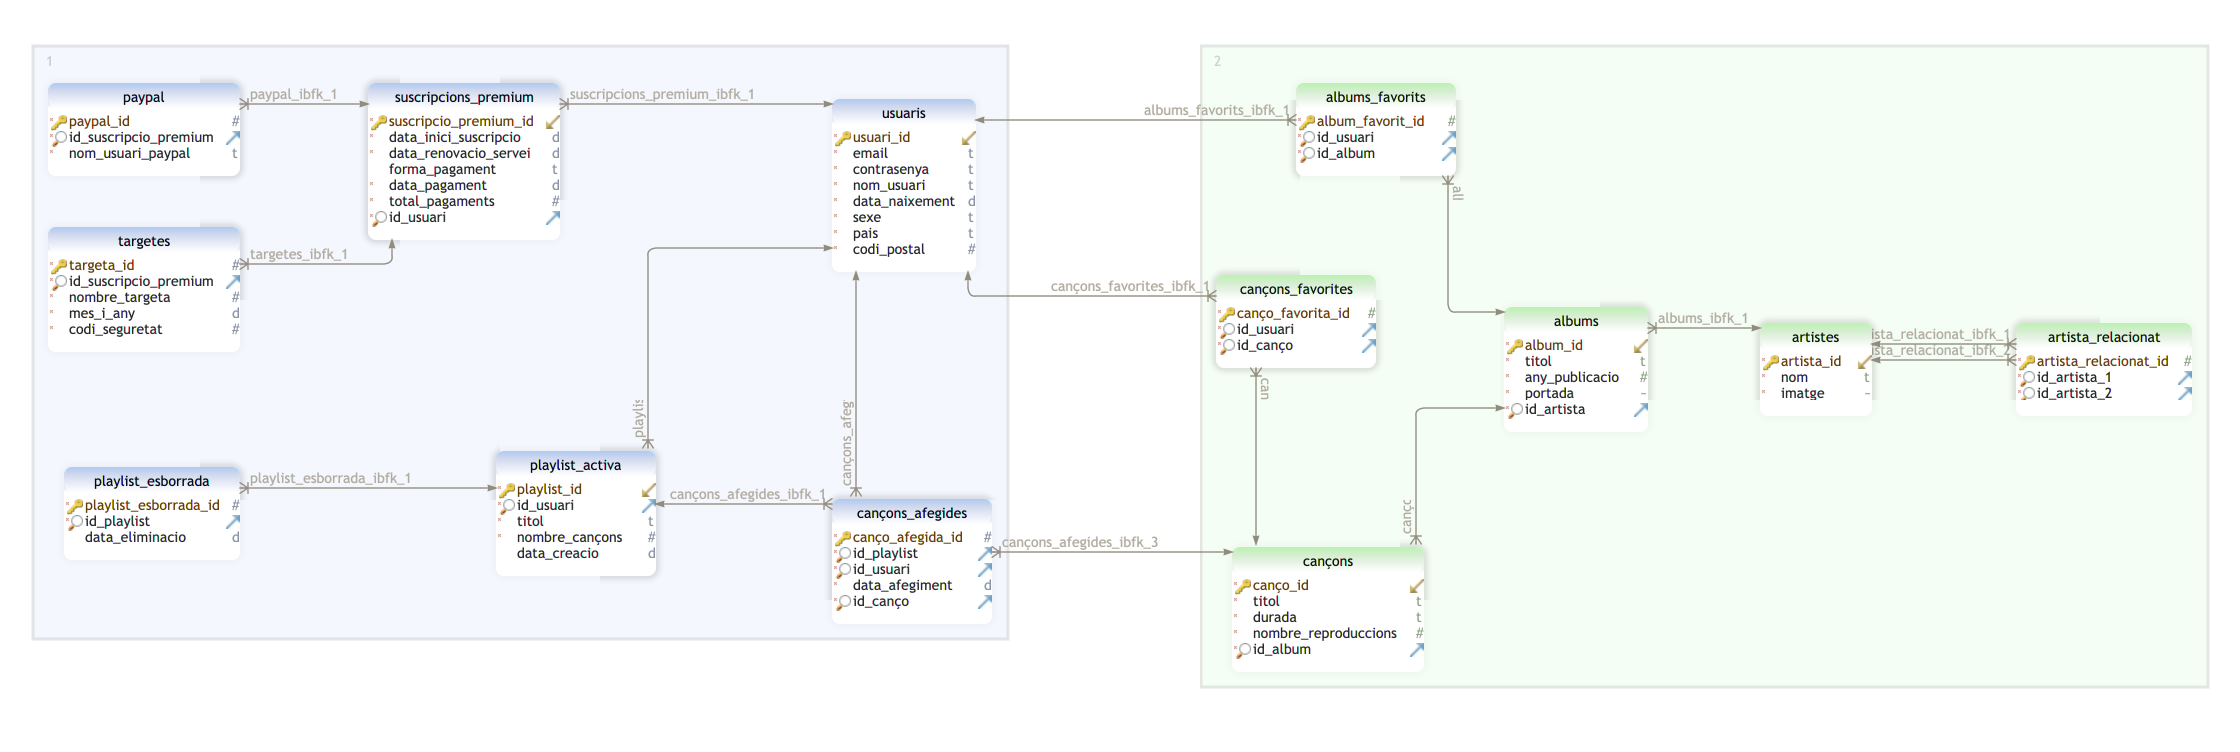 1
paypal
paypal_id #
id_suscripcio_premium
nom_usuari_paypal t
paypal_ibfk_1
suscripcions_premium
suscripcio_premium_id
data_inici_suscripcio d
data_renovacio_servei d
forma_pagament t
data_pagament d
total_pagaments #
id_usuari
suscripcions_premium_ibfk_1
usuaris
usuari_id
email t
contrasenya t
nom_usuari t
data_naixement d
sexe t
pais t
codi_postal #
targetes
targeta_id #
id_suscripcio_premium
nombre_targeta #
mes_i_any d
codi_seguretat #
targetes_ibfk_1
playlis
cançons_afeg
playlist_esborrada
playlist_esborrada_id #
id_playlist
data_eliminacio d
playlist_esborrada_ibfk_1
playlist_activa
playlist_id
id_usuari
titol t
nombre_cançons #
data_creacio d
cançons_afegides_ibfk_1
cançons_afegides
canço_afegida_id #
id_playlist
id_usuari
data_afegiment d
id_canço
cançons_afegides_ibfk_3
2
albums_favorits_ibfk_1
albums_favorits
album_favorit_id #
id_usuari
id_album
cançons_favorites_ibfk_1
cançons_favorites
canço_favorita_id #
id_usuari
id_canço
can
albums
album_id
titol t
any_publicacio #
portada -
id_artista
albums_ibfk_1
artistes
artista_id
nom t
imatge -
ista_relacionat_ibfk_1
ista_relacionat_ibfk_2
artista_relacionat
artista_relacionat_id #
id_artista_1
id_artista_2
cançons
canço_id
titol t
durada t
nombre_reproduccions #
id_album